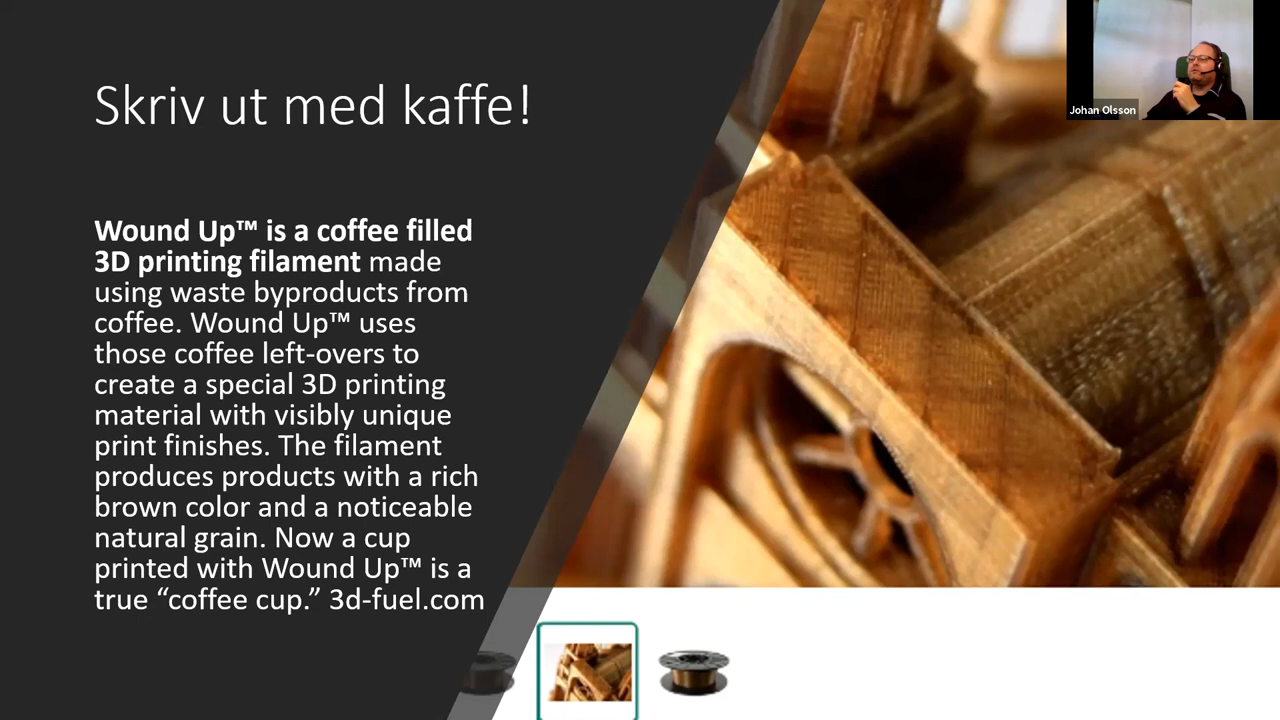 Skriv ut med kaffe!
Wound Up™ is a coffee filled
3D printing filament made
using waste byproducts from
coffee. Wound Up™ uses
those coffee left-overs to
create a special 3D printing
material with visibly unique
print finishes. The filament
produces products with a rich
brown color and a noticeable
natural grain. Now a cup
printed with Wound Up™ is a
true “coffee cup.” 3d-fuel.com
Johan Olsson